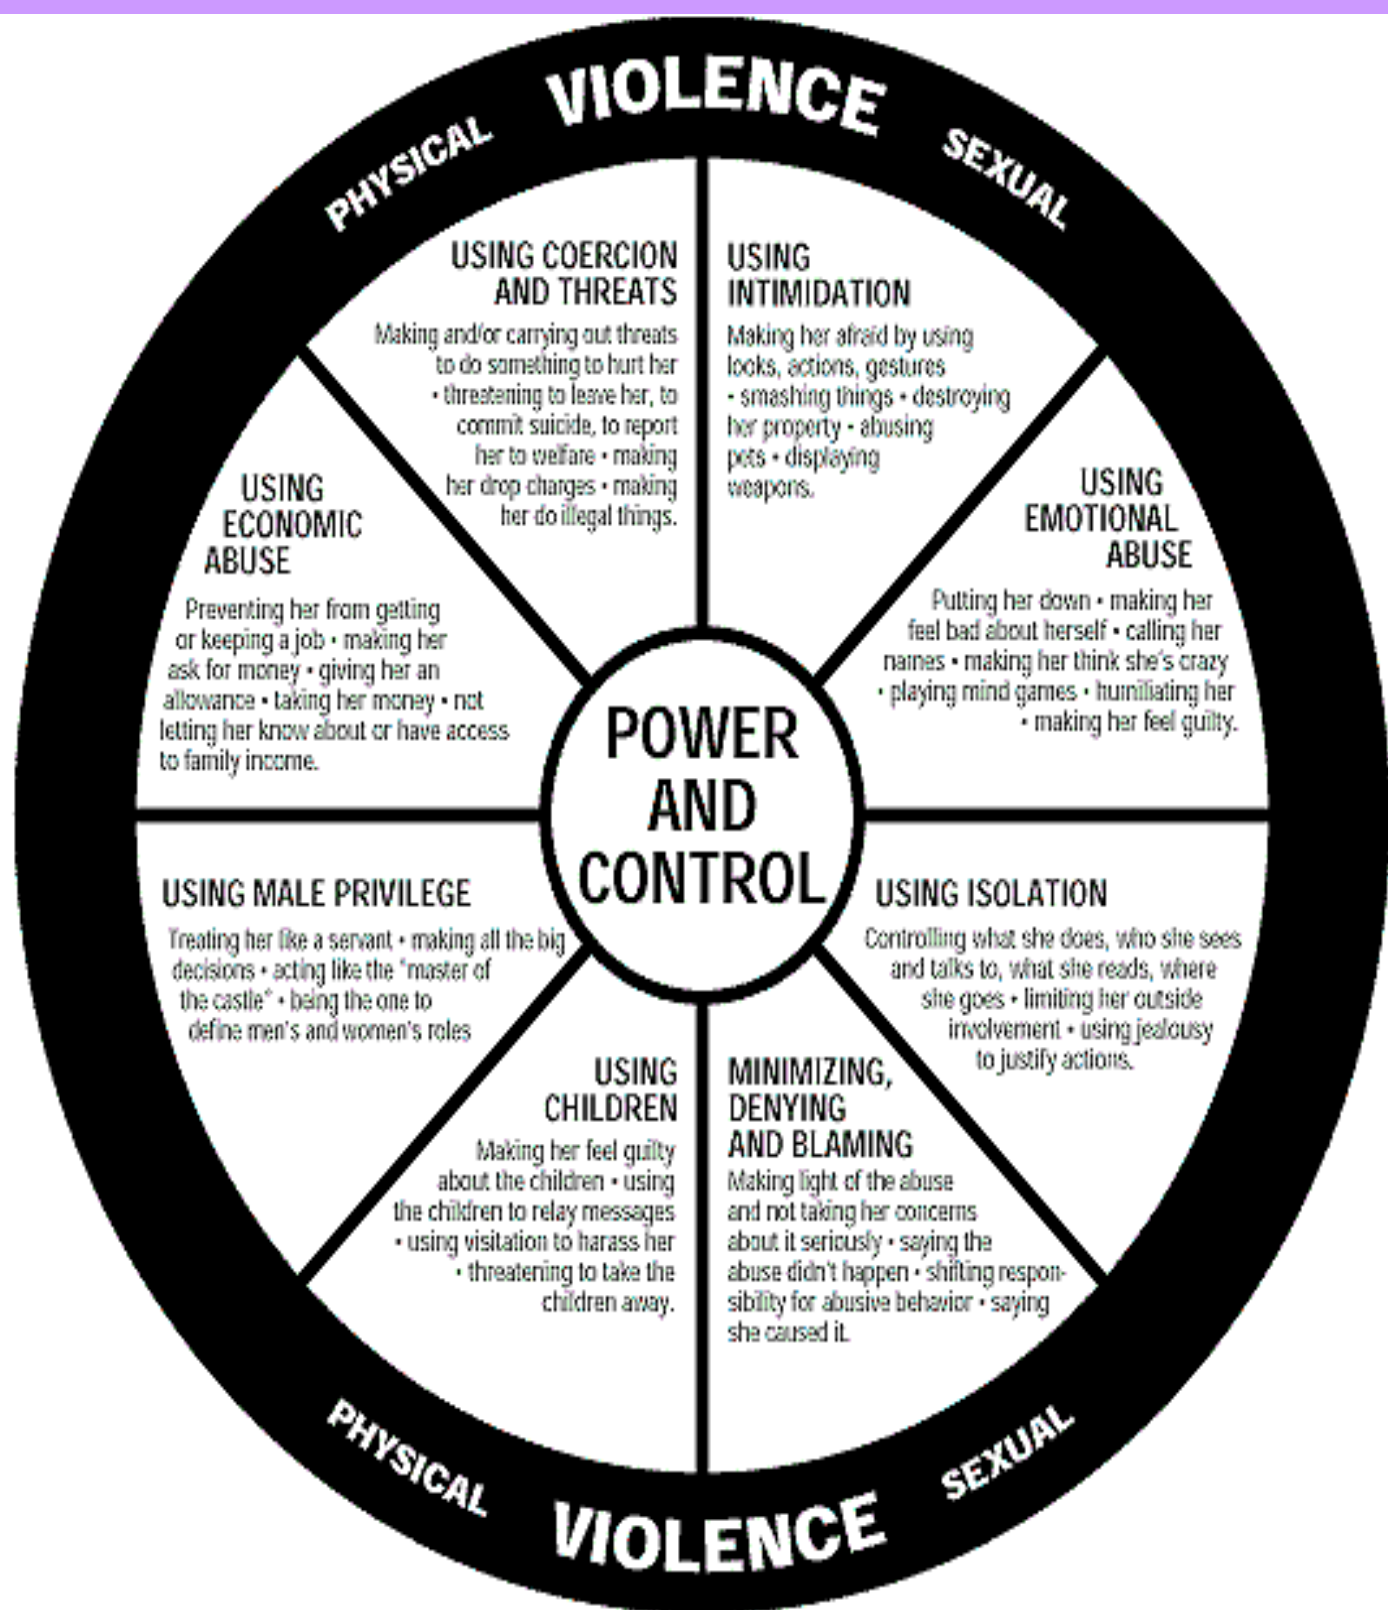 PHYSICAL VIOLENCE SEXUAL
USING COERCION
AND THREATS
Making and/or carrying out threats
to do something to hurt her
• threatening to leave her, to
commit suicide, to report
her to welfare • making
her drop charges • making
her do illegal things.
USING
INTIMIDATION
Making her afraid by using
looks, actions, gestures
• smashing things • destroying
her property • abusing
pets • displaying
weapons.
USING
EMOTIONAL
ABUSE
Putting her down • making her
feel bad about herself • calling her
names • making her think she's crazy
• playing mind games • humiliating her
• making her feel guilty.
USING ISOLATION
Controlling what she does, who she sees
and talks to, what she reads, where
she goes • limiting her outside
involvement • using jealousy
to justify actions.
MINIMIZING,
DENYING
AND BLAMING
Making light of the abuse
and not taking her concerns
about it seriously • saying the
abuse didn't happen • shifting respon-
sibility for abusive behavior • saying
she caused it.
USING
CHILDREN
Making her feel guilty
about the children • using
the children to relay messages
• using visitation to harass her
• threatening to take the
children away.
USING MALE PRIVILEGE
Treating her like a servant • making all the big
decisions • acting like the "master of
the castle" • being the one to
define men's and women's roles
USING
ECONOMIC
ABUSE
Preventing her from getting
or keeping a job • making her
ask for money • giving her an
allowance • taking her money • not
letting her know about or have access
to family income.
POWER
AND
CONTROL
PHYSICAL VIOLENCE SEXUAL